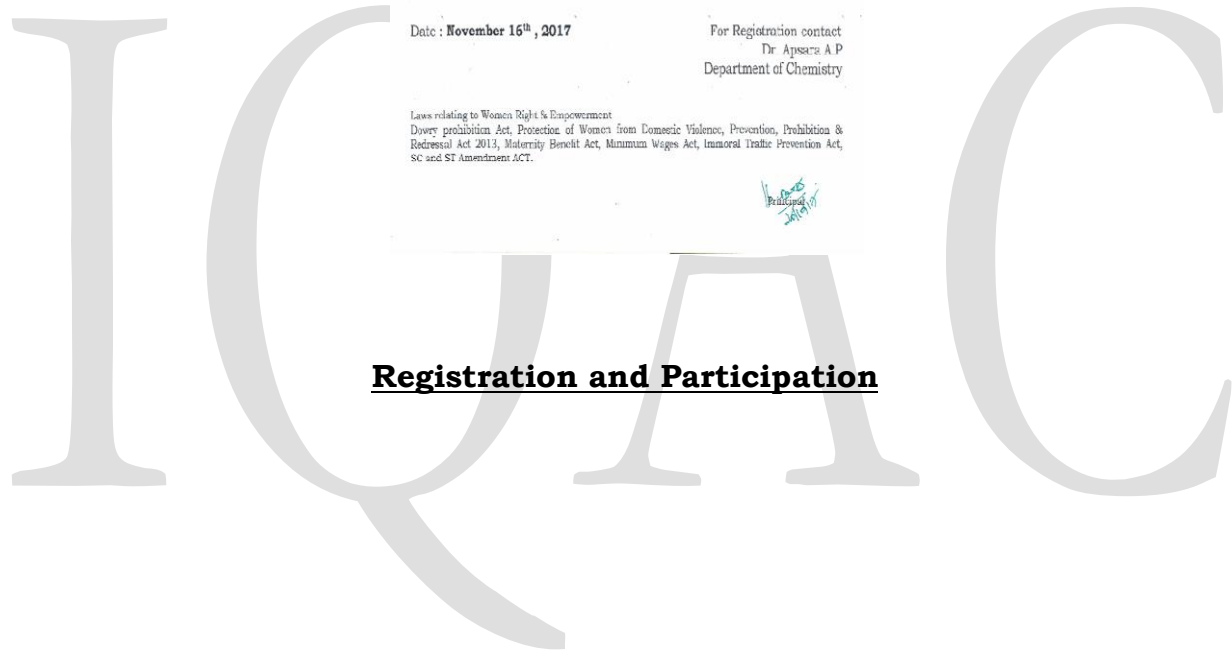 Date : November 16th , 2017
For Registration contact
Dr Apsara A.P
Department of Chemistry
Laws relating to Women Right & Empowerment
Dowry prohibition Act, Protection of Women from Domestic Violence, Prevention, Prohibition &
Redressal Act 2013, Maternity Benefit Act, Minimum Wages Act, Immoral Traffic Prevention Act,
SC and ST Amendment ACT.
Principal
Registration and Participation
IQAC